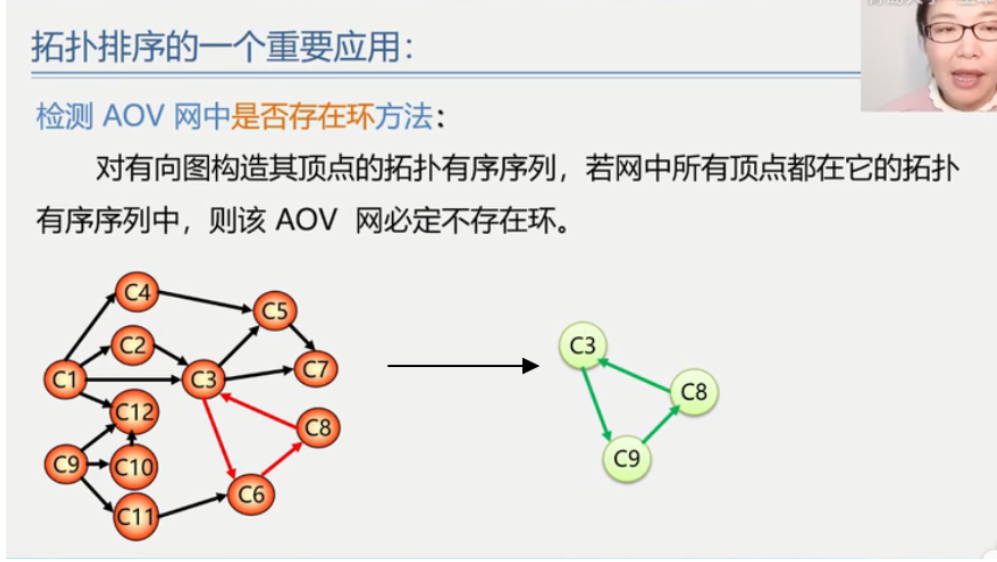 拓扑排序的一个重要应用：
检测 AOV 网中是否存在环方法：
对有向图构造其顶点的拓扑有序序列，若网中所有顶点都在它的拓扑
有序序列中，则该 AOV 网必定不存在环。
C4
C5
C2
C3
C7
C1
C3
C8
C12
C8
C9
C10
C9
C6
C11